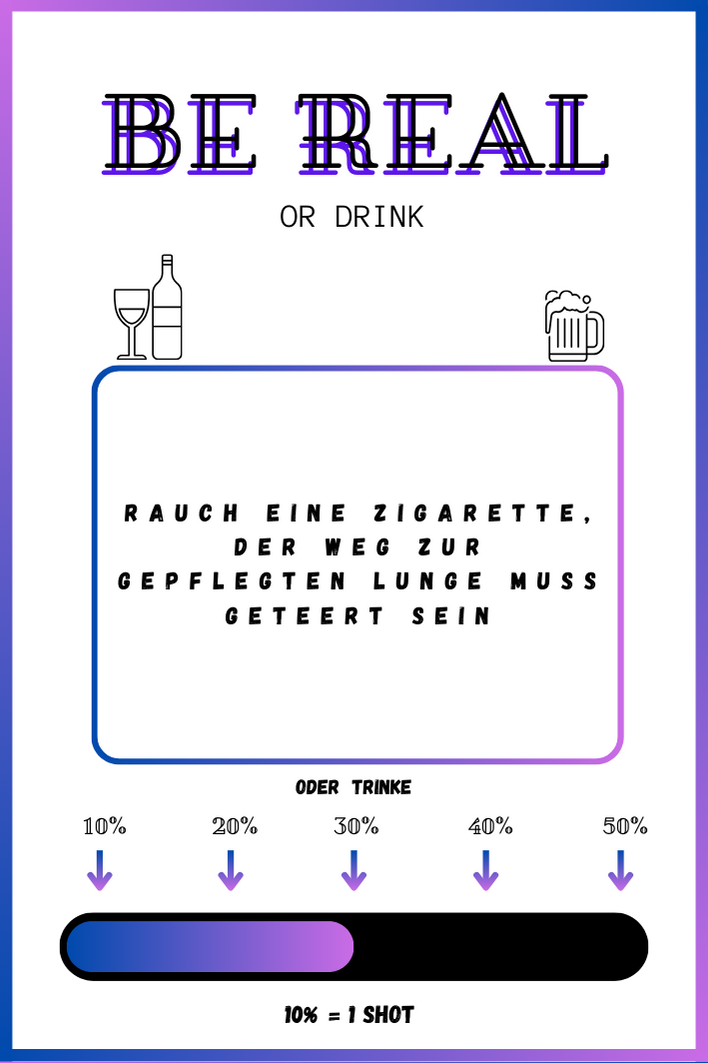 BE REAL
OR DRINK
RAUCH EINE ZIGARETTE,
DER WEG ZUR
GEPFLEGTEN LUNGE MUSS
GETEERT SEIN
ODER TRINKE
10% 20% 30% 40% 50%
10% = 1 SHOT